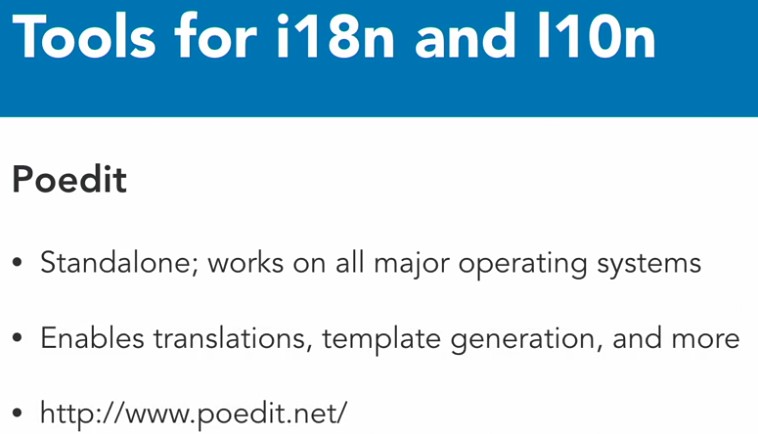 Tools for i18n and l10n
Poedit
• Standalone; works on all major operating systems
• Enables translations, template generation, and more
• http://www.poedit.net/